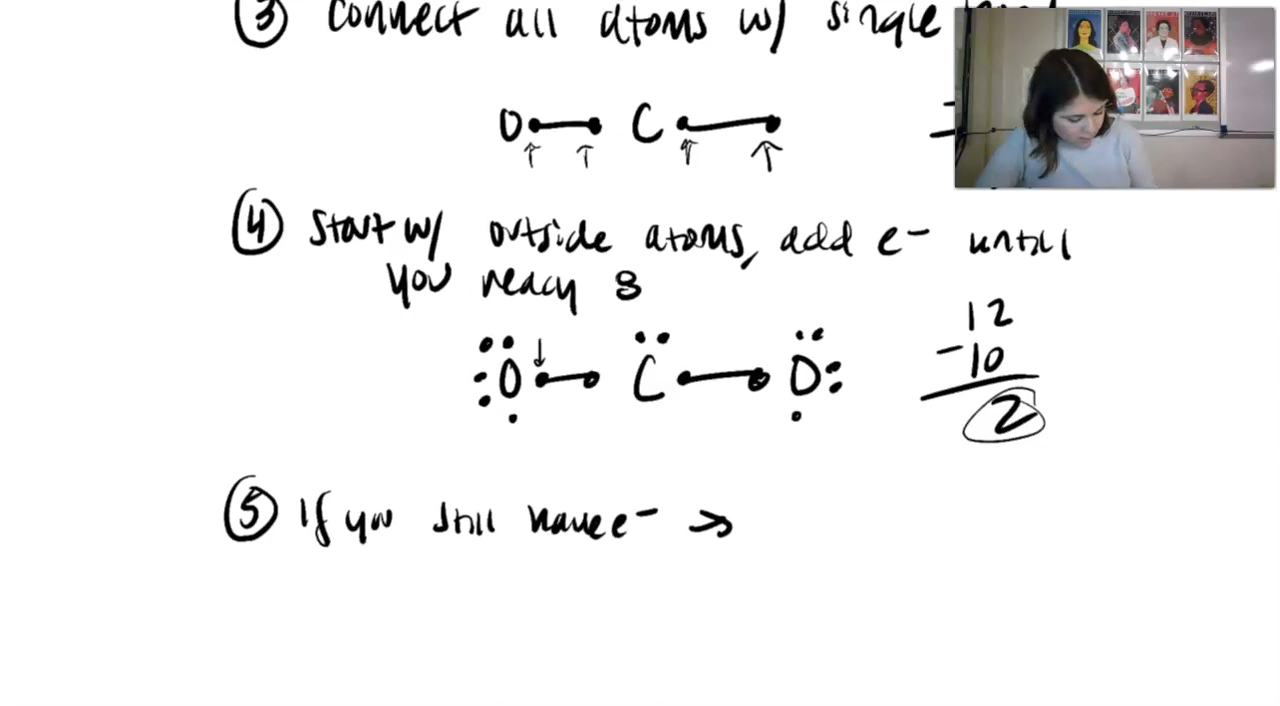 ③ Connect all atoms w/ single
O C
④ Start w/ outside atoms, add e⁻ until
you reach 8
O C O
12
-10
2
⑤ If you still have e⁻ →